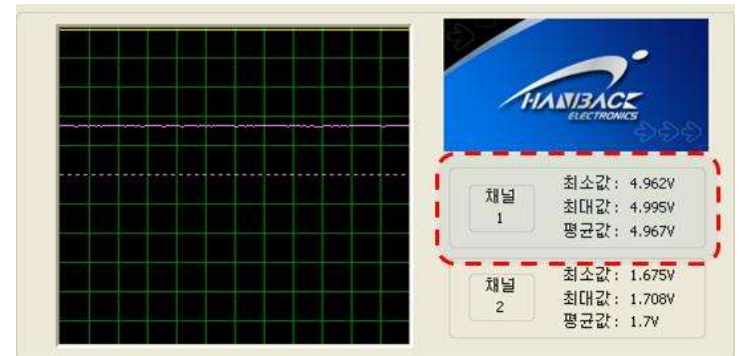 HANBACK
ELECTRONICS
채널
1
최소값: 4.962V
최대값: 4.995V
평균값: 4.967V
채널
2
최소값: 1.675V
최대값: 1.708V
평균값: 1.7V